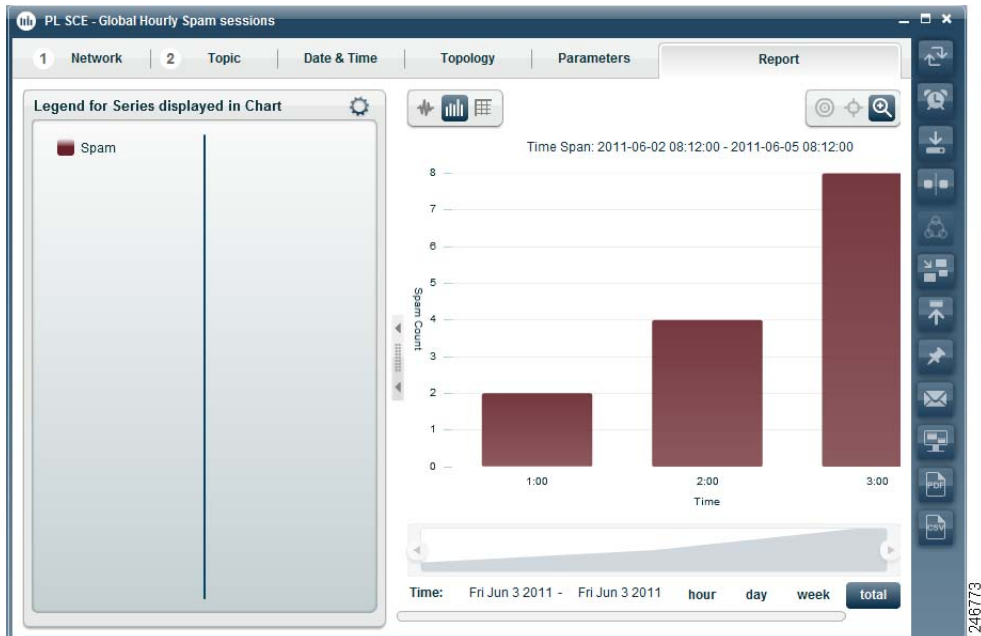 PL SCE - Global Hourly Spam sessions
1 Network 2 Topic Date & Time Topology Parameters Report
Legend for Series displayed in Chart
Spam
Time Span: 2011-06-02 08:12:00 - 2011-06-05 08:12:00
8
7
6
5
4
3
2
1
0
Spam Count
1:00 2:00 3:00
Time
Time: Fri Jun 3 2011 - Fri Jun 3 2011 hour day week total
PDF
CSV
246773